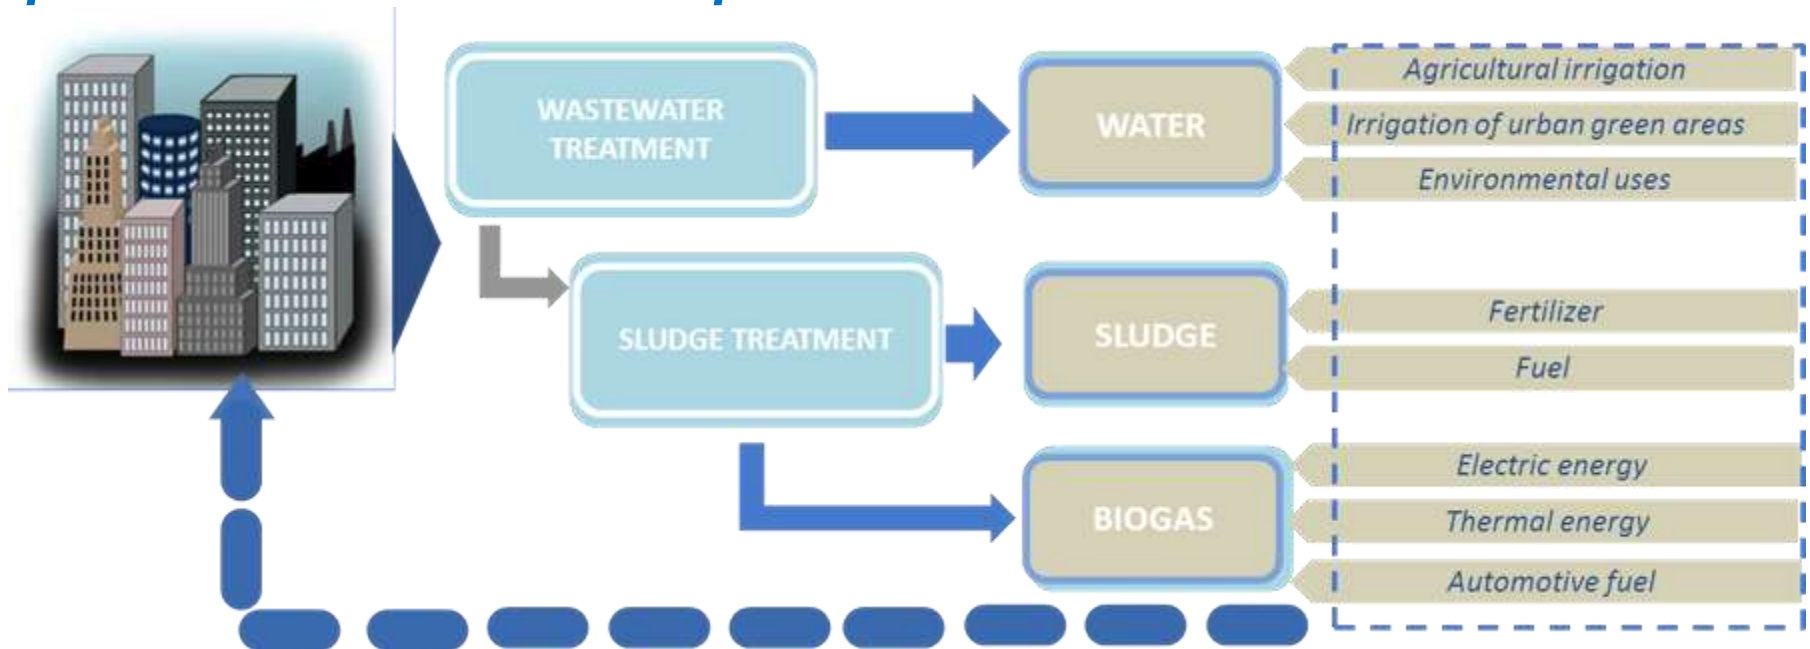 WASTEWATER
TREATMENT
WATER
Agricultural irrigation
Irrigation of urban green areas
Environmental uses
SLUDGE TREATMENT
SLUDGE
Fertilizer
Fuel
BIOGAS
Electric energy
Thermal energy
Automotive fuel